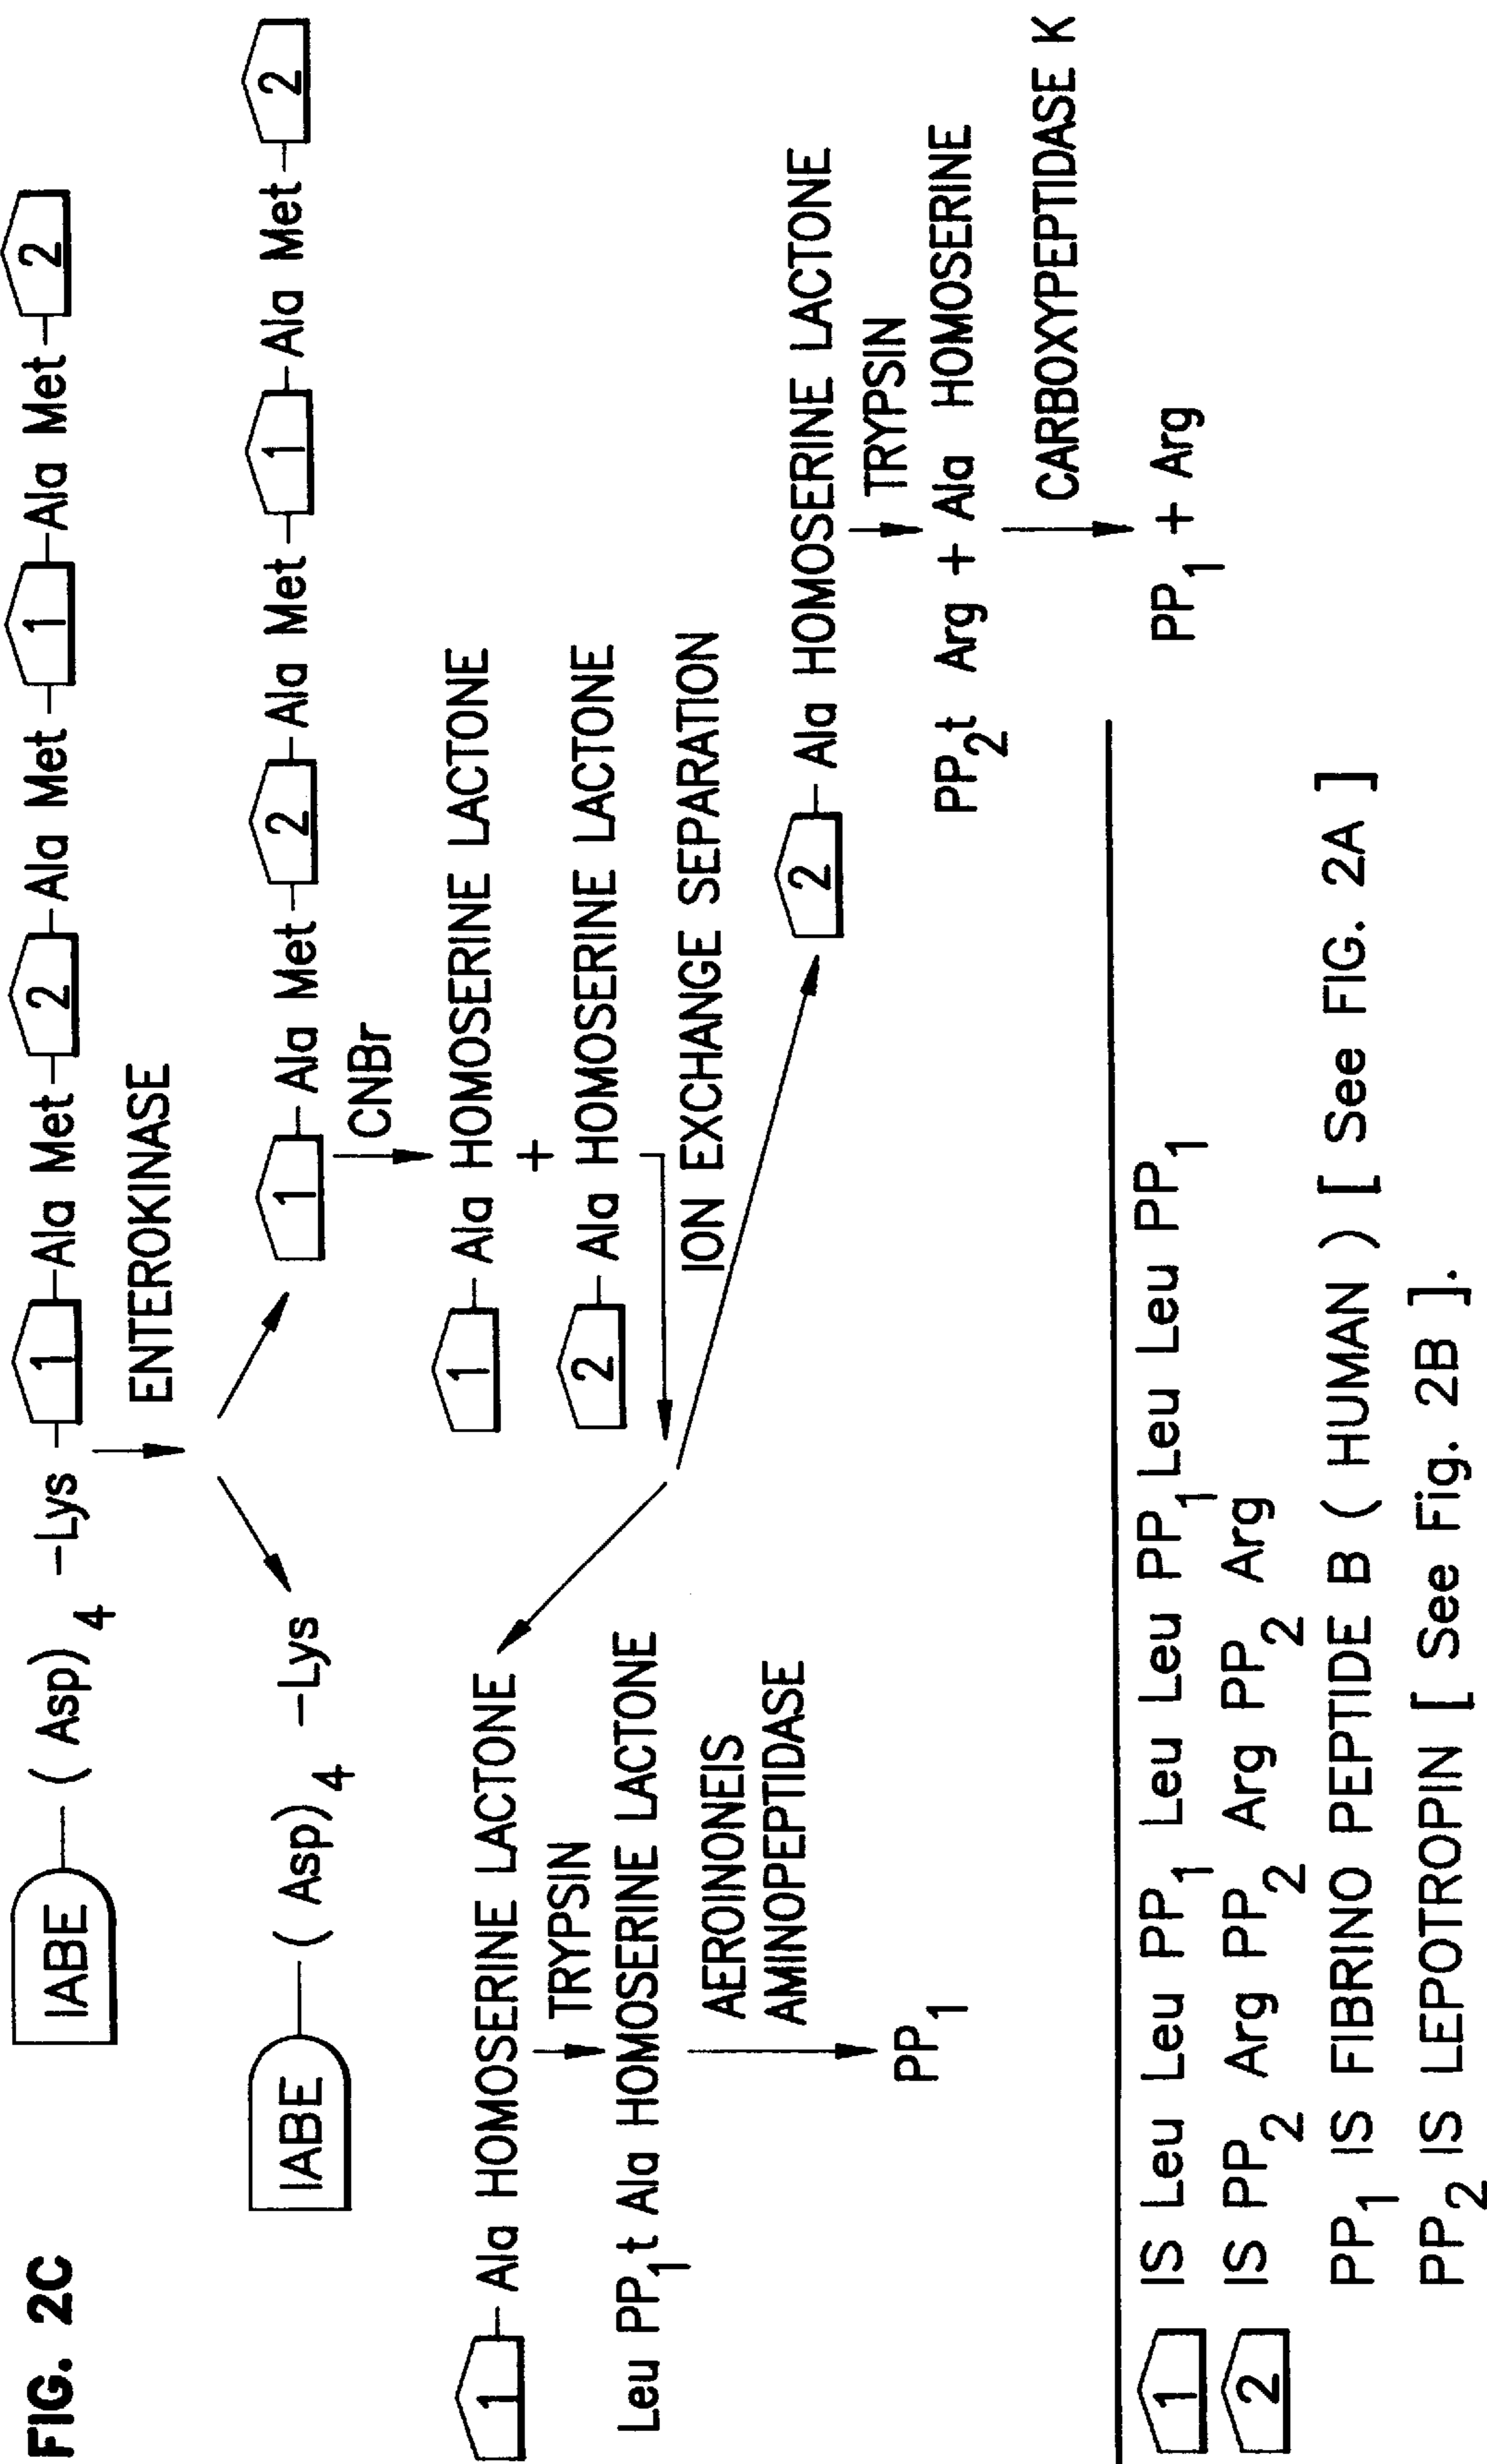 FIG. 2C
IABE — ( Asp)4 —Lys — 1 — Ala Met — 2 — Ala Met — 1 — Ala Met — 2
ENTEROKINASE
IABE — ( Asp)4 —Lys
1 — Ala Met — 2 — Ala Met — 1 — Ala Met — 2
CNBr
1 — Ala HOMOSERINE LACTONE
+
2 — Ala HOMOSERINE LACTONE
ION EXCHANGE SEPARATION
1 — Ala HOMOSERINE LACTONE
TRYPSIN
Leu PP1 t Ala HOMOSERINE LACTONE
AEROINONEIS
AMINOPEPTIDASE
PP1
2 — Ala HOMOSERINE LACTONE
TRYPSIN
PP2t Arg + Ala HOMOSERINE
CARBOXYPEPTIDASE K
PP1 + Arg
1 IS Leu Leu PP1 Leu Leu PP1 Leu Leu PP1
2 IS PP2 Arg PP2 Arg PP2 Arg
PP1 IS FIBRINO PEPTIDE B ( HUMAN ) [ See FIG. 2A ]
PP2 IS LEPOTROPIN [ See Fig. 2B ].